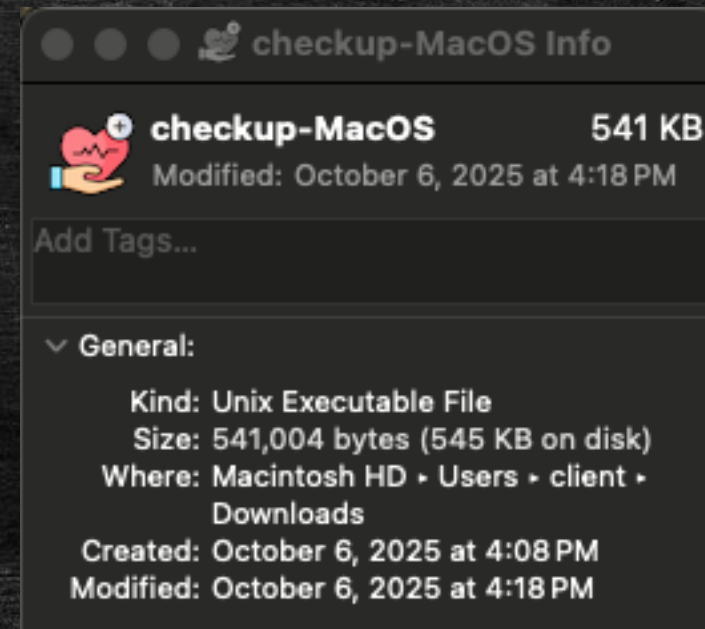 checkup-MacOS Info
checkup-MacOS 541 KB
Modified: October 6, 2025 at 4:18 PM
Add Tags...
General:
Kind: Unix Executable File
Size: 541,004 bytes (545 KB on disk)
Where: Macintosh HD ▸ Users ▸ client ▸
Downloads
Created: October 6, 2025 at 4:08 PM
Modified: October 6, 2025 at 4:18 PM